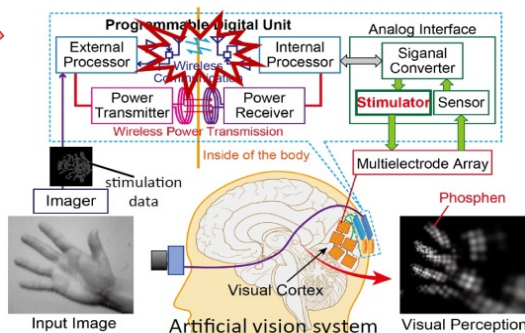 Programmable Digital Unit
External
Processor
Wireless
Communication
Internal
Processor
Analog Interface
Siganal
Converter
Stimulator
Sensor
Power
Transmitter
Power
Receiver
Wireless Power Transmission
Inside of the body
Multielectrode Array
stimulation
data
Imager
Phosphen
Visual Cortex
Input Image
Artificial vision system
Visual Perception